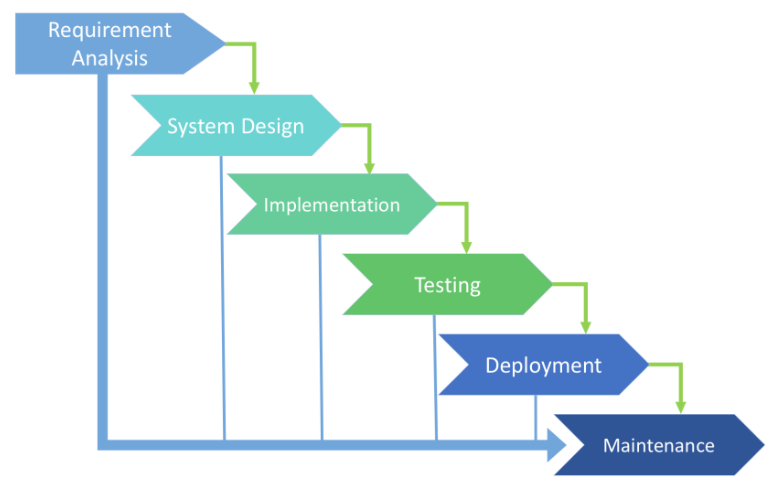 Requirement
Analysis
System Design
Implementation
Testing
Deployment
Maintenance